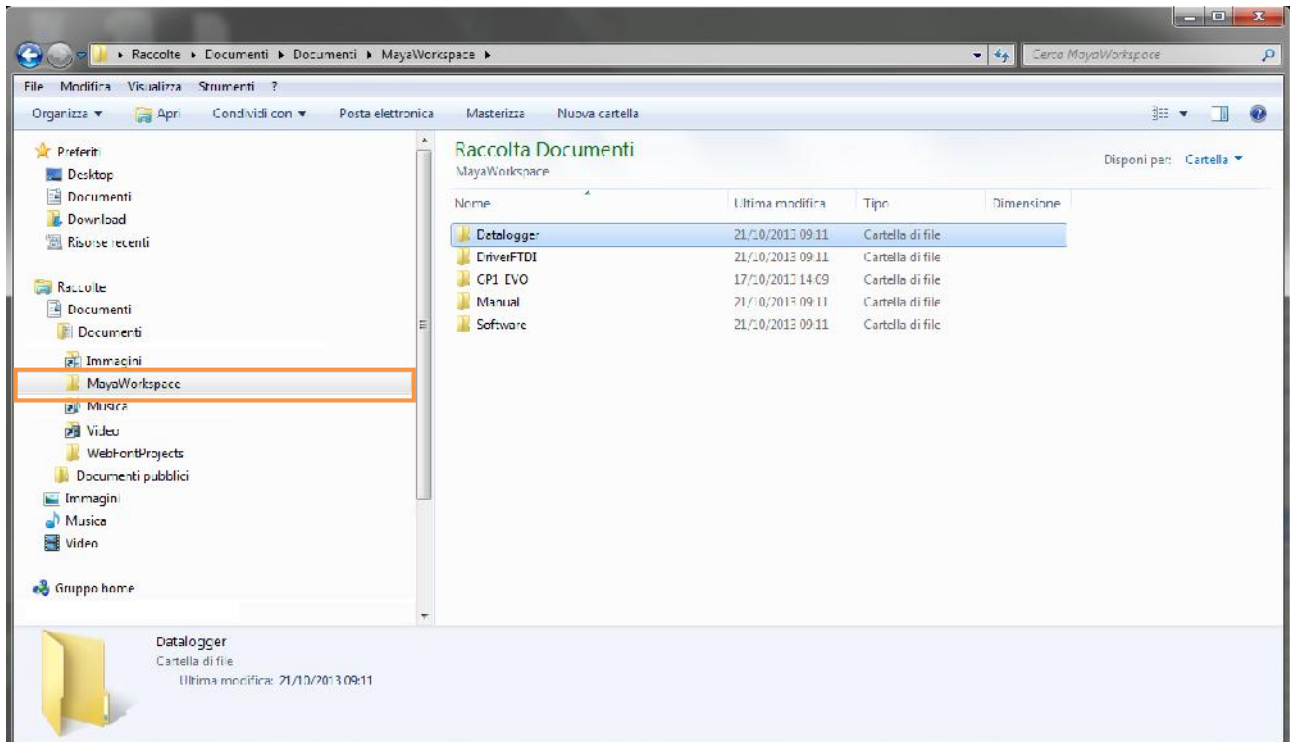 Raccolte Documenti Documenti MayaWorkspace Cerca MayaWorkspace
File Modifica Visualizza Strumenti ?
Organizza Apri Condividi con Posta elettronica Masterizza Nuova cartella
Preferiti
Desktop
Documenti
Download
Risorse recenti
Raccolte
Documenti
Documenti
Immagini
MayaWorkspace
Musica
Video
WebFontProjects
Documenti pubblici
Immagini
Musica
Video
Gruppo home
Raccolta Documenti
MayaWorkspace
Disponi per: Cartella
Nome Ultima modifica Tipo Dimensione
Datalogger 21/10/2013 09:11 Cartella di file
DriverFTDI 21/10/2013 09:11 Cartella di file
CP1 EVO 17/10/2013 14:09 Cartella di file
Manual 21/10/2013 09:11 Cartella di file
Software 21/10/2013 09:11 Cartella di file
Datalogger
Cartella di file
Ultima modifica: 21/10/2013 09:11